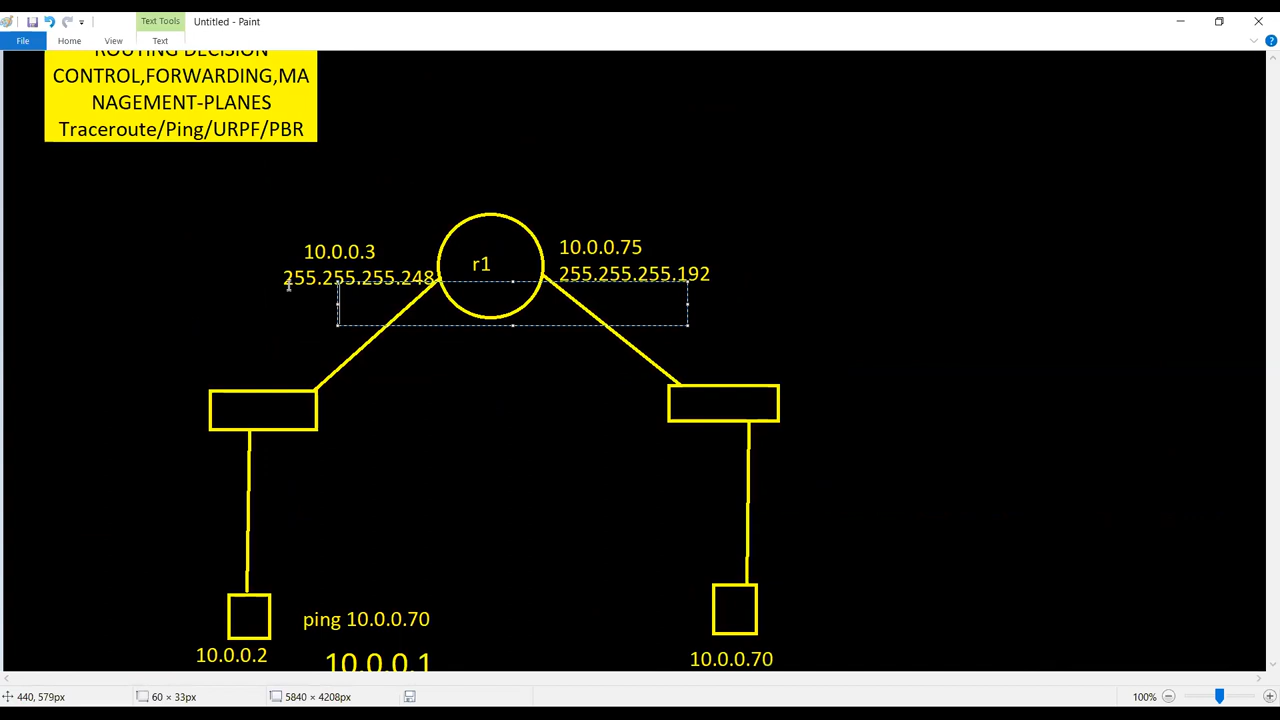 Text Tools
Untitled - Paint
File
Home
View
Text
ROUTING DECISION
CONTROL,FORWARDING,MA
NAGEMENT-PLANES
Traceroute/Ping/URPF/PBR
10.0.0.3
255.255.255.248
r1
10.0.0.75
255.255.255.192
ping 10.0.0.70
10.0.0.2
10.0.0.1
10.0.0.70
440, 579px
60 × 33px
5840 × 4208px
100%